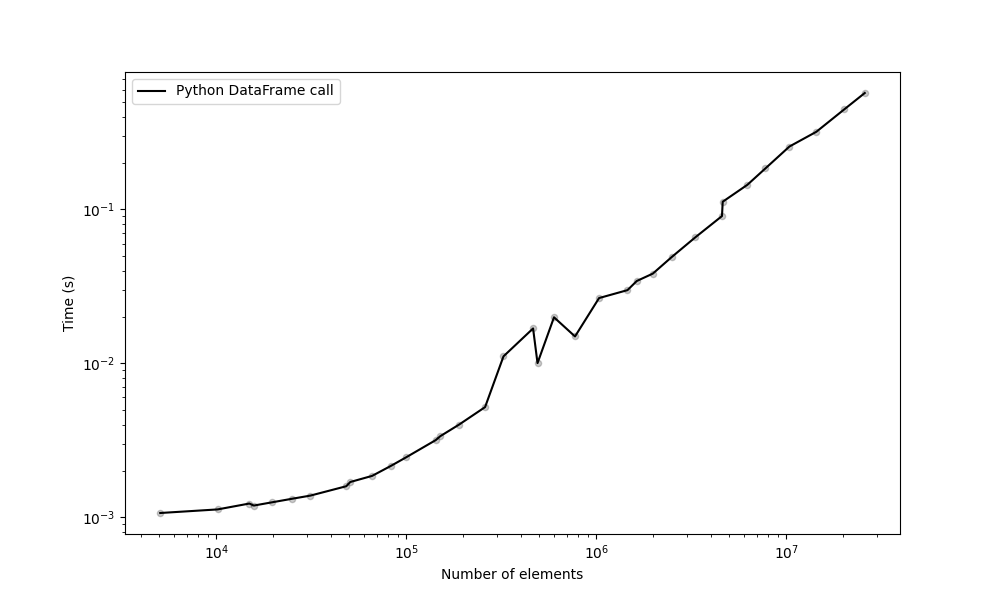 Python DataFrame call
10⁻¹
10⁻²
10⁻³
Time (s)
10⁴ 10⁵ 10⁶ 10⁷
Number of elements